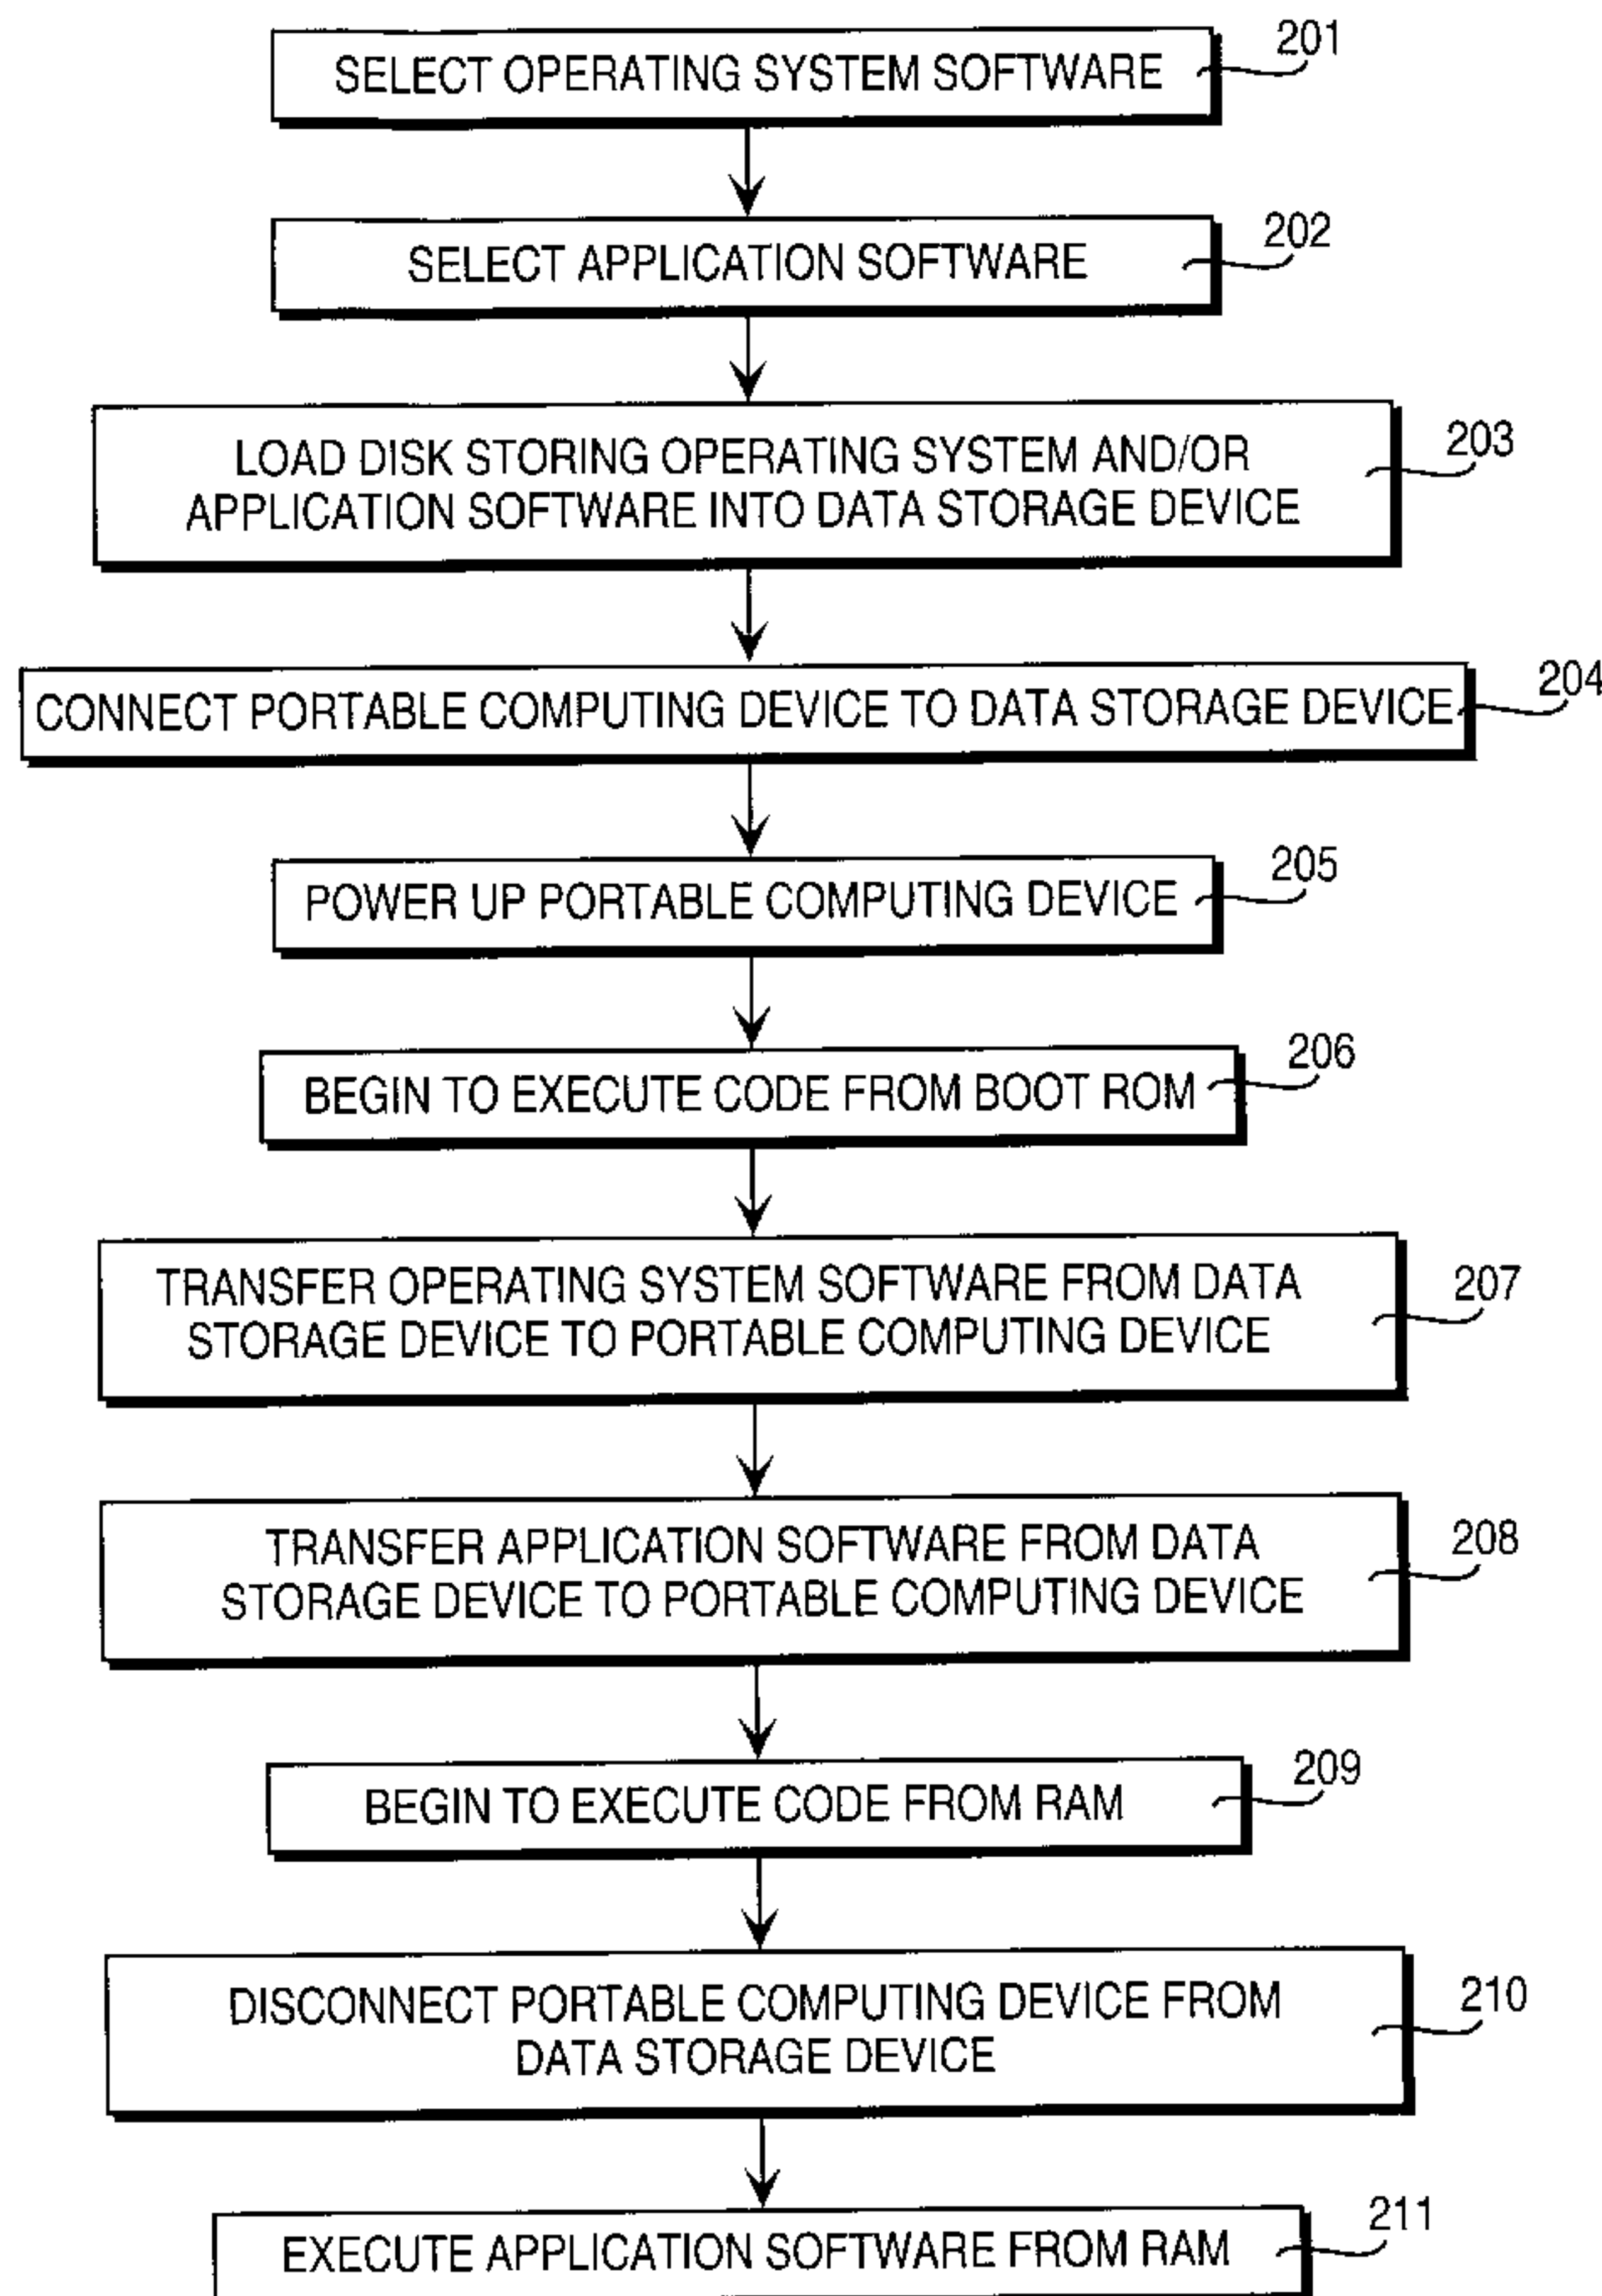 201
SELECT OPERATING SYSTEM SOFTWARE
202
SELECT APPLICATION SOFTWARE
203
LOAD DISK STORING OPERATING SYSTEM AND/OR
APPLICATION SOFTWARE INTO DATA STORAGE DEVICE
204
CONNECT PORTABLE COMPUTING DEVICE TO DATA STORAGE DEVICE
205
POWER UP PORTABLE COMPUTING DEVICE
206
BEGIN TO EXECUTE CODE FROM BOOT ROM
207
TRANSFER OPERATING SYSTEM SOFTWARE FROM DATA
STORAGE DEVICE TO PORTABLE COMPUTING DEVICE
208
TRANSFER APPLICATION SOFTWARE FROM DATA
STORAGE DEVICE TO PORTABLE COMPUTING DEVICE
209
BEGIN TO EXECUTE CODE FROM RAM
210
DISCONNECT PORTABLE COMPUTING DEVICE FROM
DATA STORAGE DEVICE
211
EXECUTE APPLICATION SOFTWARE FROM RAM